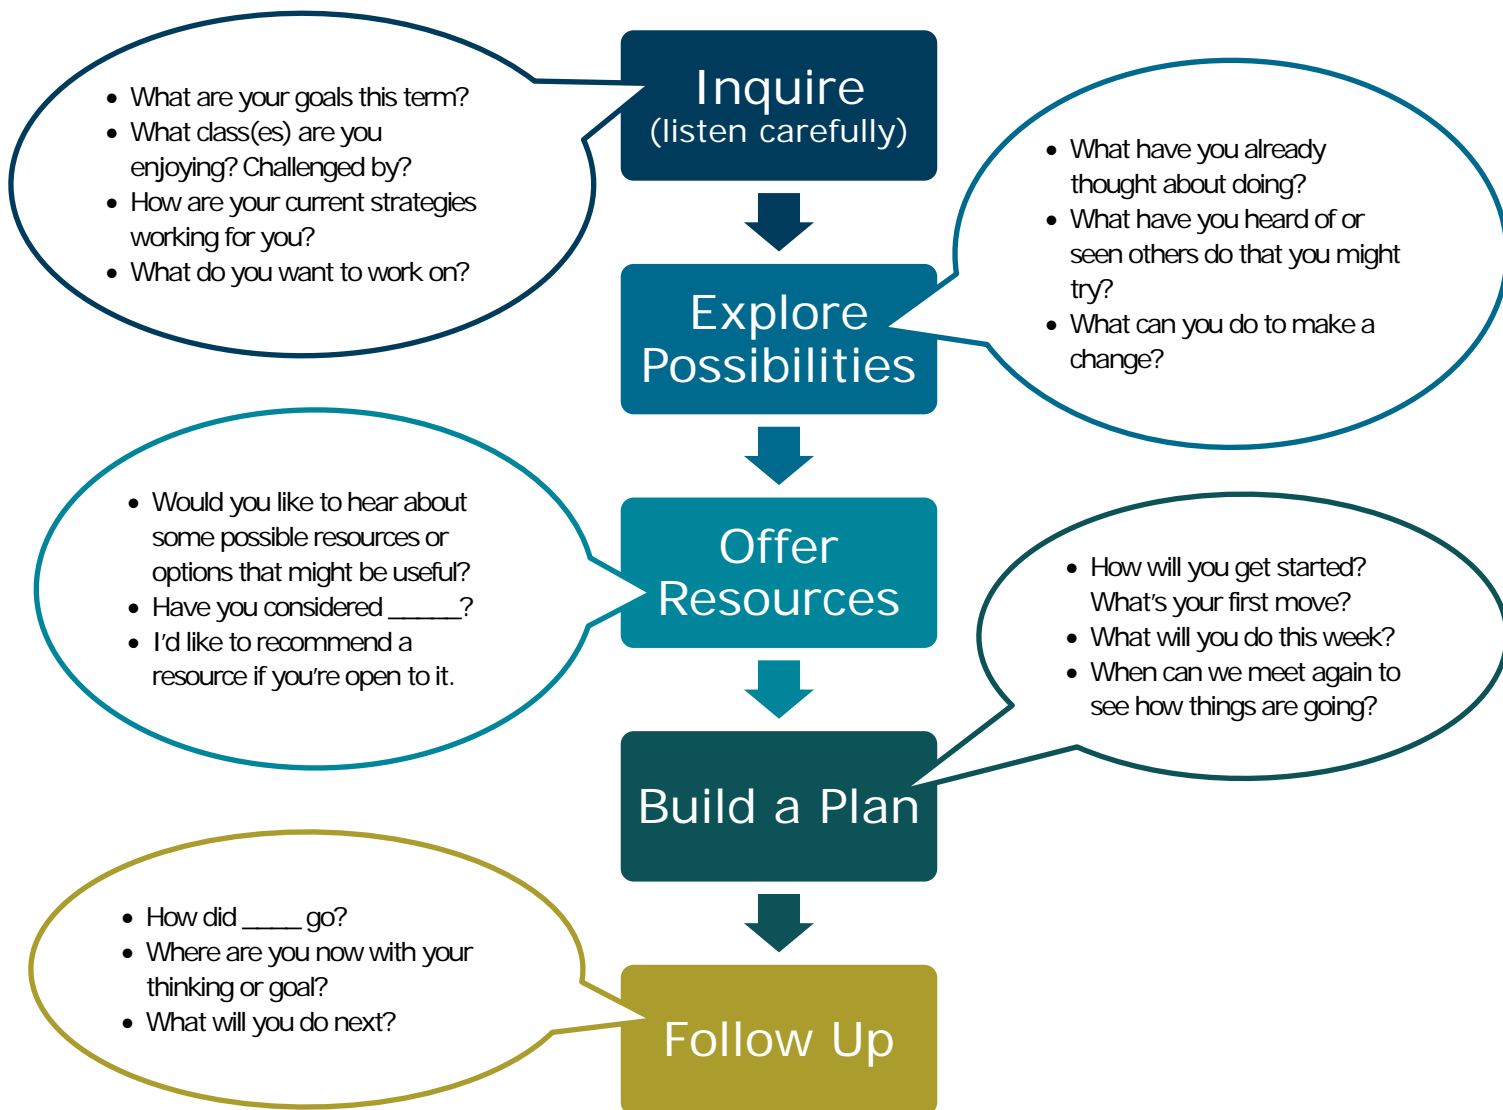 Inquire
(listen carefully)
• What are your goals this term?
• What class(es) are you
enjoying? Challenged by?
• How are your current strategies
working for you?
• What do you want to work on?
Explore
Possibilities
• What have you already
thought about doing?
• What have you heard of or
seen others do that you might
try?
• What can you do to make a
change?
Offer
Resources
• Would you like to hear about
some possible resources or
options that might be useful?
• Have you considered _____?
• I'd like to recommend a
resource if you're open to it.
Build a Plan
• How will you get started?
What's your first move?
• What will you do this week?
• When can we meet again to
see how things are going?
Follow Up
• How did ____ go?
• Where are you now with your
thinking or goal?
• What will you do next?